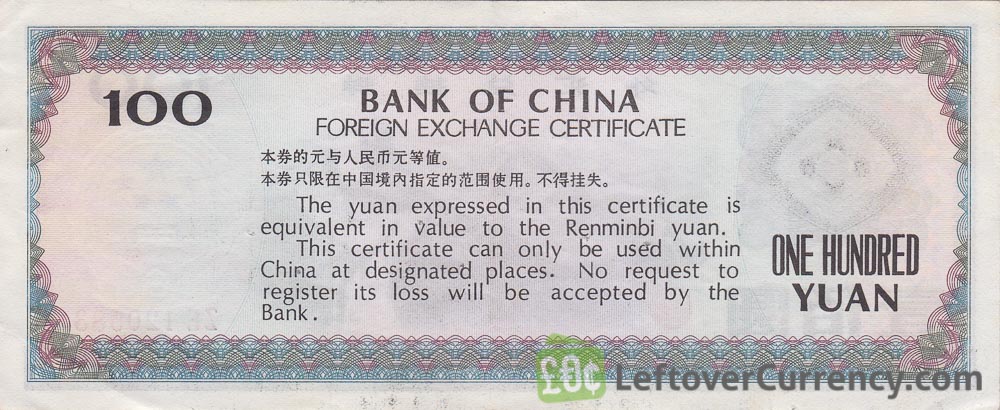 100
BANK OF CHINA
FOREIGN EXCHANGE CERTIFICATE
本券的元与人民币元等值。
本券只限在中国境内指定的范围使用。不得挂失。
The yuan expressed in this certificate is
equivalent in value to the Renminbi yuan.
This certificate can only be used within
China at designated places. No request to
register its loss will be accepted by the
Bank.
ONE HUNDRED
YUAN
£0¢ LeftoverCurrency.com